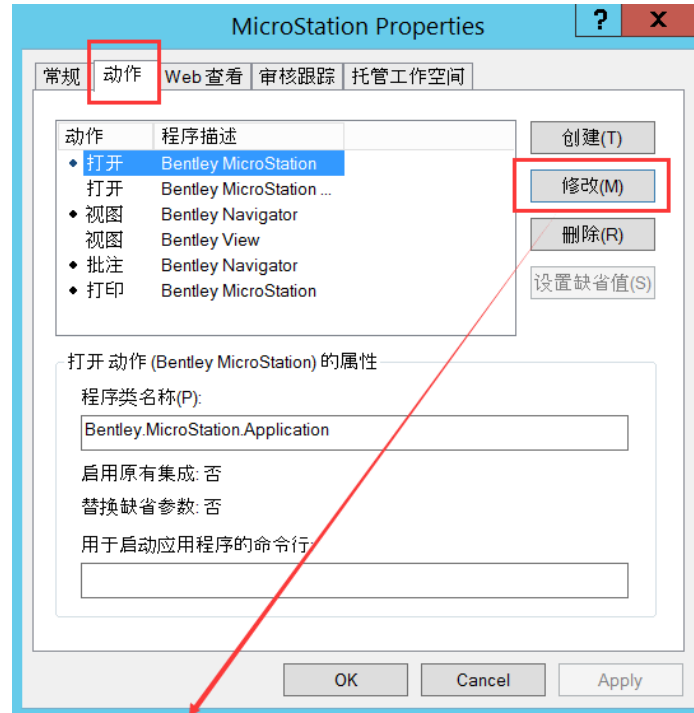 MicroStation Properties ? X
常规 动作 Web 查看 审核跟踪 托管工作空间
动作 程序描述
打开 Bentley MicroStation
打开 Bentley MicroStation ...
视图 Bentley Navigator
视图 Bentley View
批注 Bentley Navigator
打印 Bentley MicroStation
创建(T)
修改(M)
删除(R)
设置缺省值(S)
打开 动作 (Bentley MicroStation) 的属性
程序类名称(P):
Bentley.MicroStation.Application
启用原有集成: 否
替换缺省参数: 否
用于启动应用程序的命令行:
OK Cancel Apply